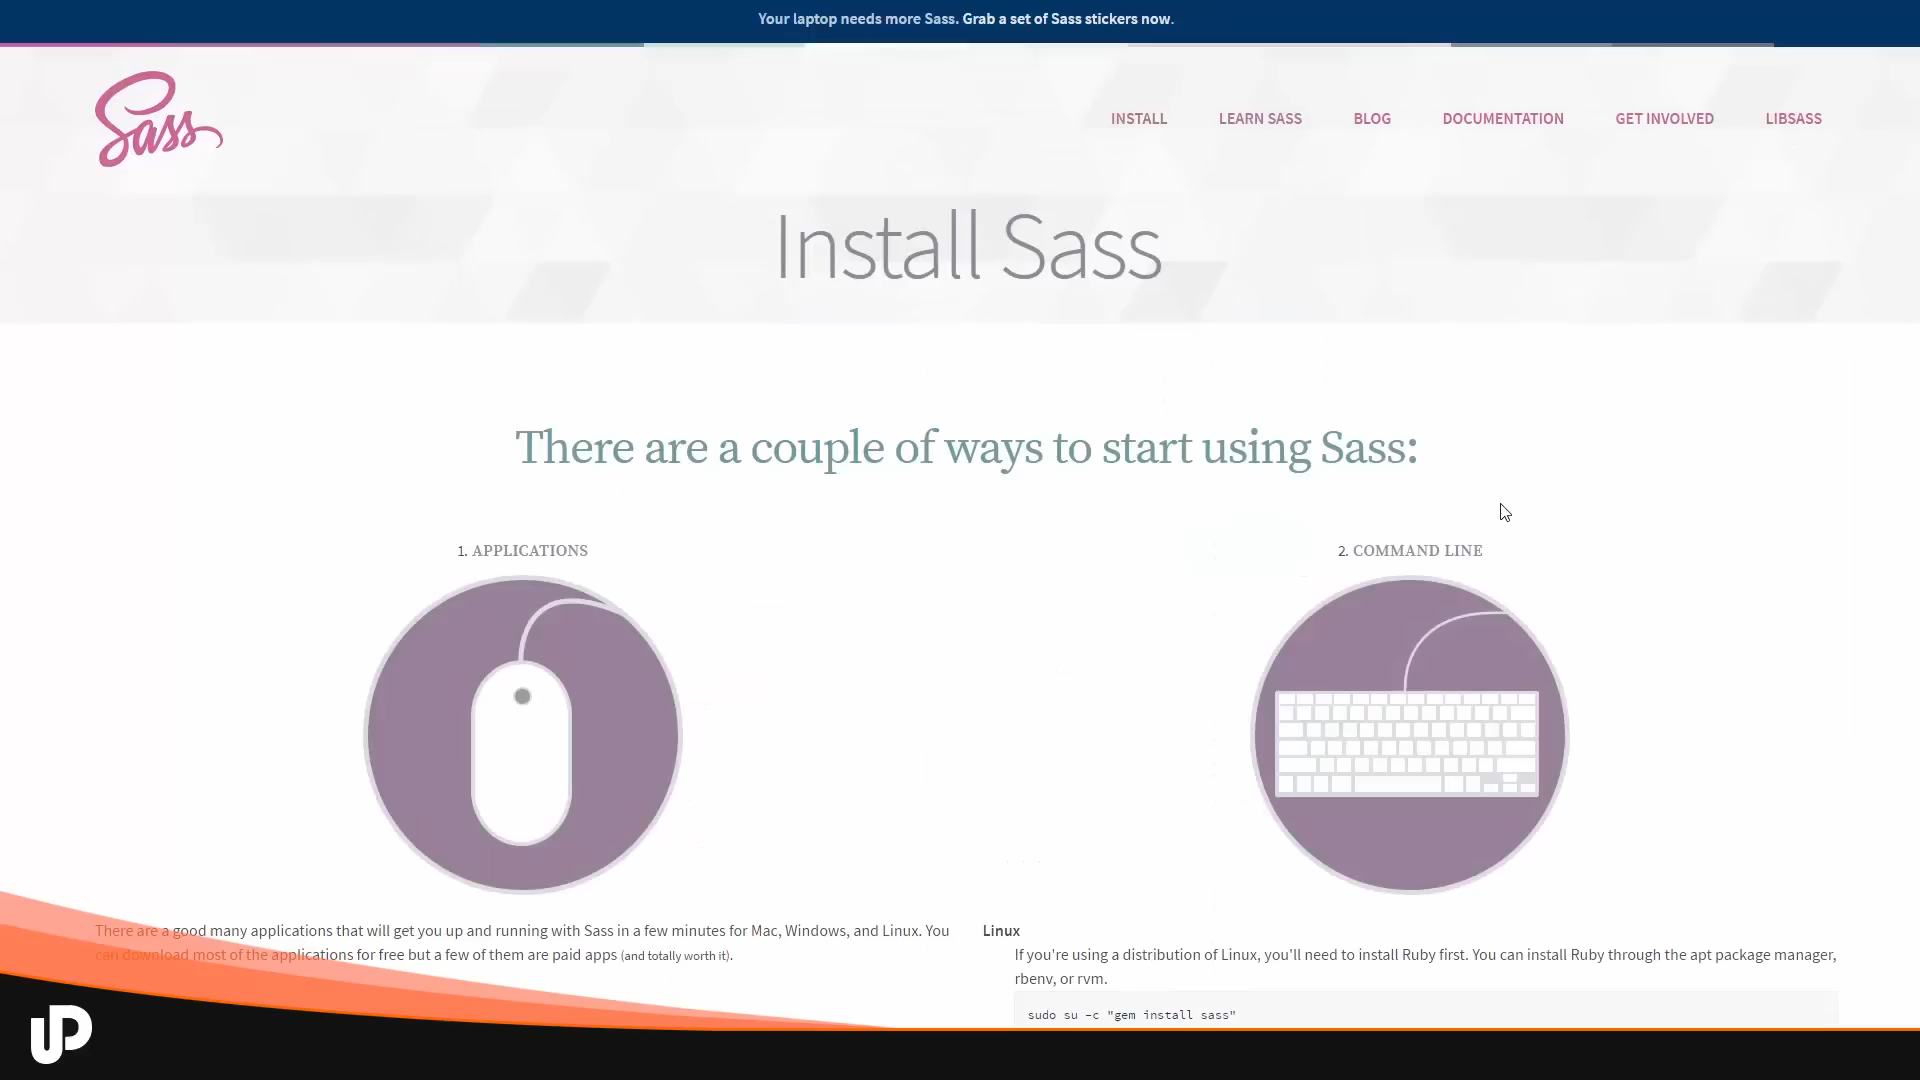 Your laptop needs more Sass. Grab a set of Sass stickers now.
Sass
INSTALL
LEARN SASS
BLOG
DOCUMENTATION
GET INVOLVED
LIBSASS
Install Sass
There are a couple of ways to start using Sass:
1. APPLICATIONS
There are a good many applications that will get you up and running with Sass in a few minutes for Mac, Windows, and Linux. You
can download most of the applications for free but a few of them are paid apps (and totally worth it).
2. COMMAND LINE
Linux
If you're using a distribution of Linux, you'll need to install Ruby first. You can install Ruby through the apt package manager,
rbenv, or rvm.
sudo su -c "gem install sass"
UP